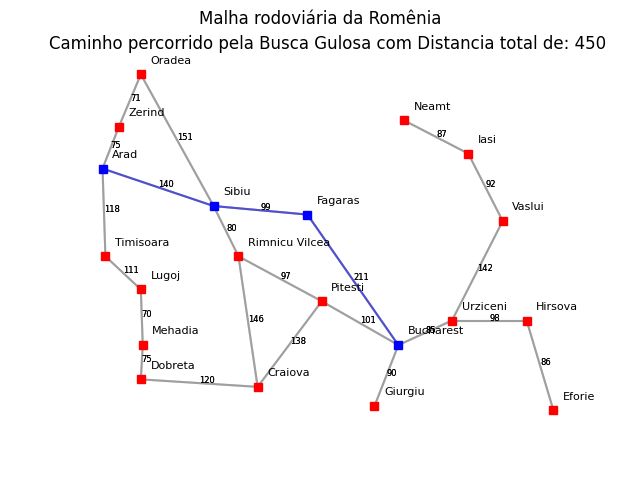 Malha rodoviária da Romênia
Caminho percorrido pela Busca Gulosa com Distancia total de: 450
Oradea
71
Zerind
Neamt
87
151
Iasi
75
Arad
140
92
Sibiu
Fagaras
99
Vaslui
118
80
Timisoara
Rimnicu Vilcea
142
111
Lugoj
97
211
Pitesti
70
146
101
Urziceni
98
Hirsova
Mehadia
138
Bucharest
85
75
Dobreta
120
Craiova
90
86
Giurgiu
Eforie